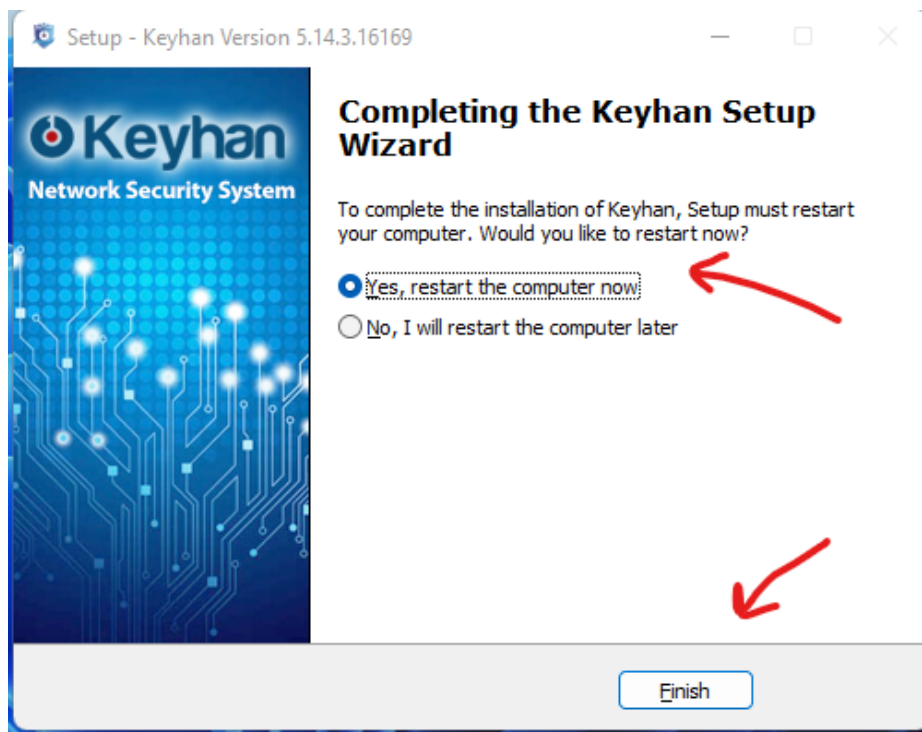 Setup - Keyhan Version 5.14.3.16169
Keyhan
Network Security System
Completing the Keyhan Setup
Wizard
To complete the installation of Keyhan, Setup must restart
your computer. Would you like to restart now?
Yes, restart the computer now
No, I will restart the computer later
Finish